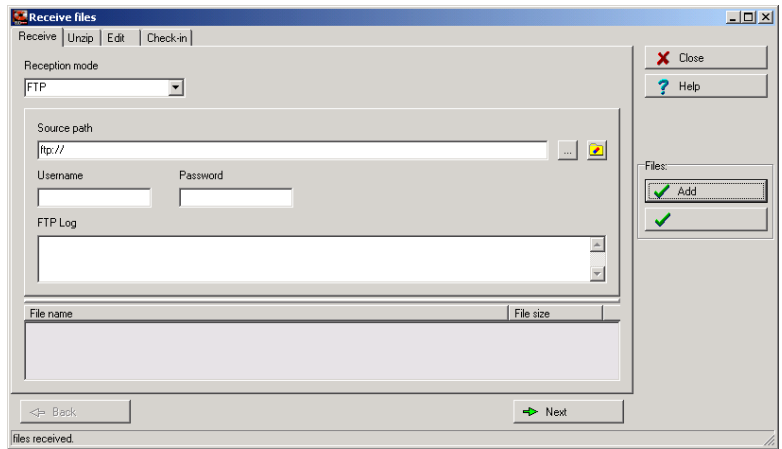 Receive files
Receive Unzip Edit Check-in
Close
Reception mode
FTP
Help
Source path
ftp://
...
Username Password
Files:
Add
FTP Log
File name File size
Back Next
files received.